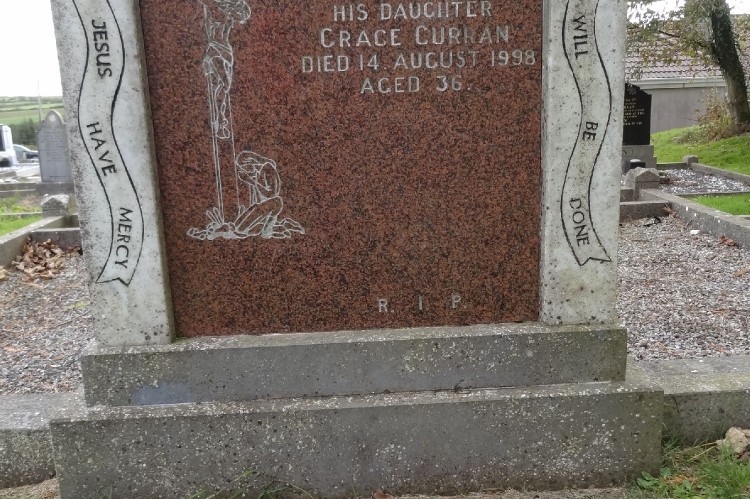 JESUS HAVE MERCY
HIS DAUGHTER
GRACE CURRAN
DIED 14. AUGUST 1998
AGED 36.
R. I. P.
WILL BE DONE